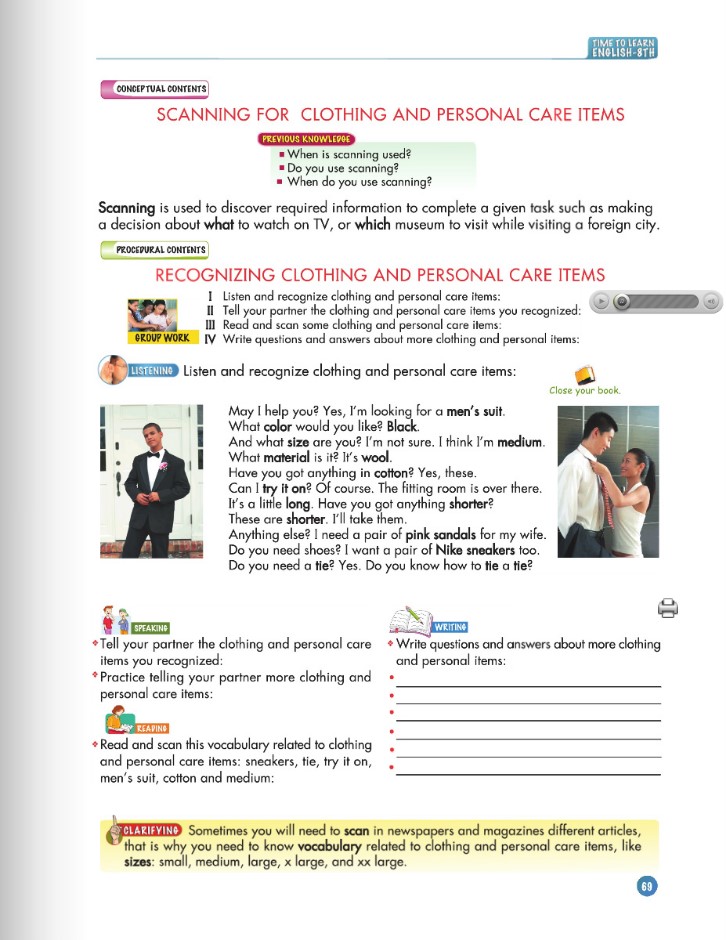 TIME TO LEARN
ENGLISH-8TH
CONCEPTUAL CONTENTS
SCANNING FOR CLOTHING AND PERSONAL CARE ITEMS
PREVIOUS KNOWLEDGE
When is scanning used?
Do you use scanning?
When do you use scanning?
Scanning is used to discover required information to complete a given task such as making
a decision about what to watch on TV, or which museum to visit while visiting a foreign city.
PROCEDURAL CONTENTS
RECOGNIZING CLOTHING AND PERSONAL CARE ITEMS
GROUP WORK
I Listen and recognize clothing and personal care items:
II Tell your partner the clothing and personal care items you recognized:
III Read and scan some clothing and personal care items:
IV Write questions and answers about more clothing and personal items:
LISTENING Listen and recognize clothing and personal care items:
Close your book.
May I help you? Yes, I'm looking for a men's suit.
What color would you like? Black.
And what size are you? I'm not sure. I think I'm medium.
What material is it? It's wool.
Have you got anything in cotton? Yes, these.
Can I try it on? Of course. The fitting room is over there.
It's a little long. Have you got anything shorter?
These are shorter. I'll take them.
Anything else? I need a pair of pink sandals for my wife.
Do you need shoes? I want a pair of Nike sneakers too.
Do you need a tie? Yes. Do you know how to tie a tie?
SPEAKING
Tell your partner the clothing and personal care
items you recognized:
Practice telling your partner more clothing and
personal care items:
READING
Read and scan this vocabulary related to clothing
and personal care items: sneakers, tie, try it on,
men's suit, cotton and medium:
WRITING
Write questions and answers about more clothing
and personal items:
CLARIFYING Sometimes you will need to scan in newspapers and magazines different articles,
that is why you need to know vocabulary related to clothing and personal care items, like
sizes: small, medium, large, x large, and xx large.
69